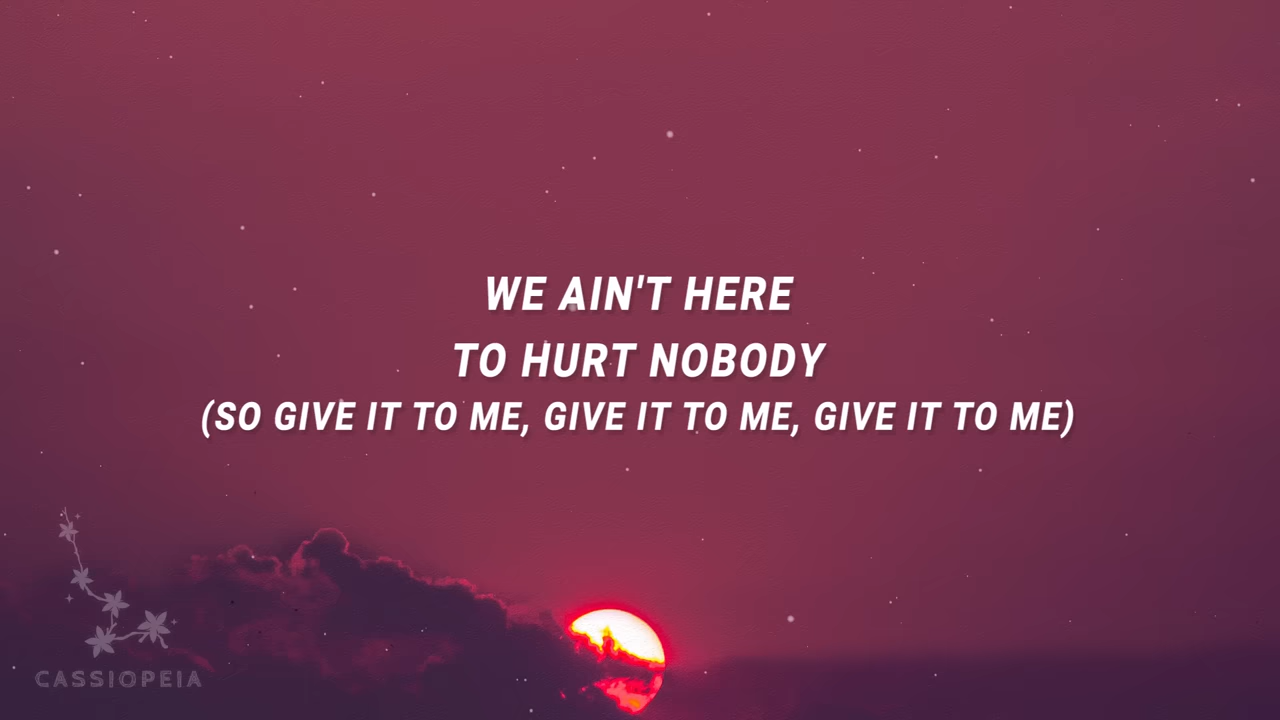 WE AIN'T HERE
TO HURT NOBODY
(SO GIVE IT TO ME, GIVE IT TO ME, GIVE IT TO ME)
CASSIOPEIA